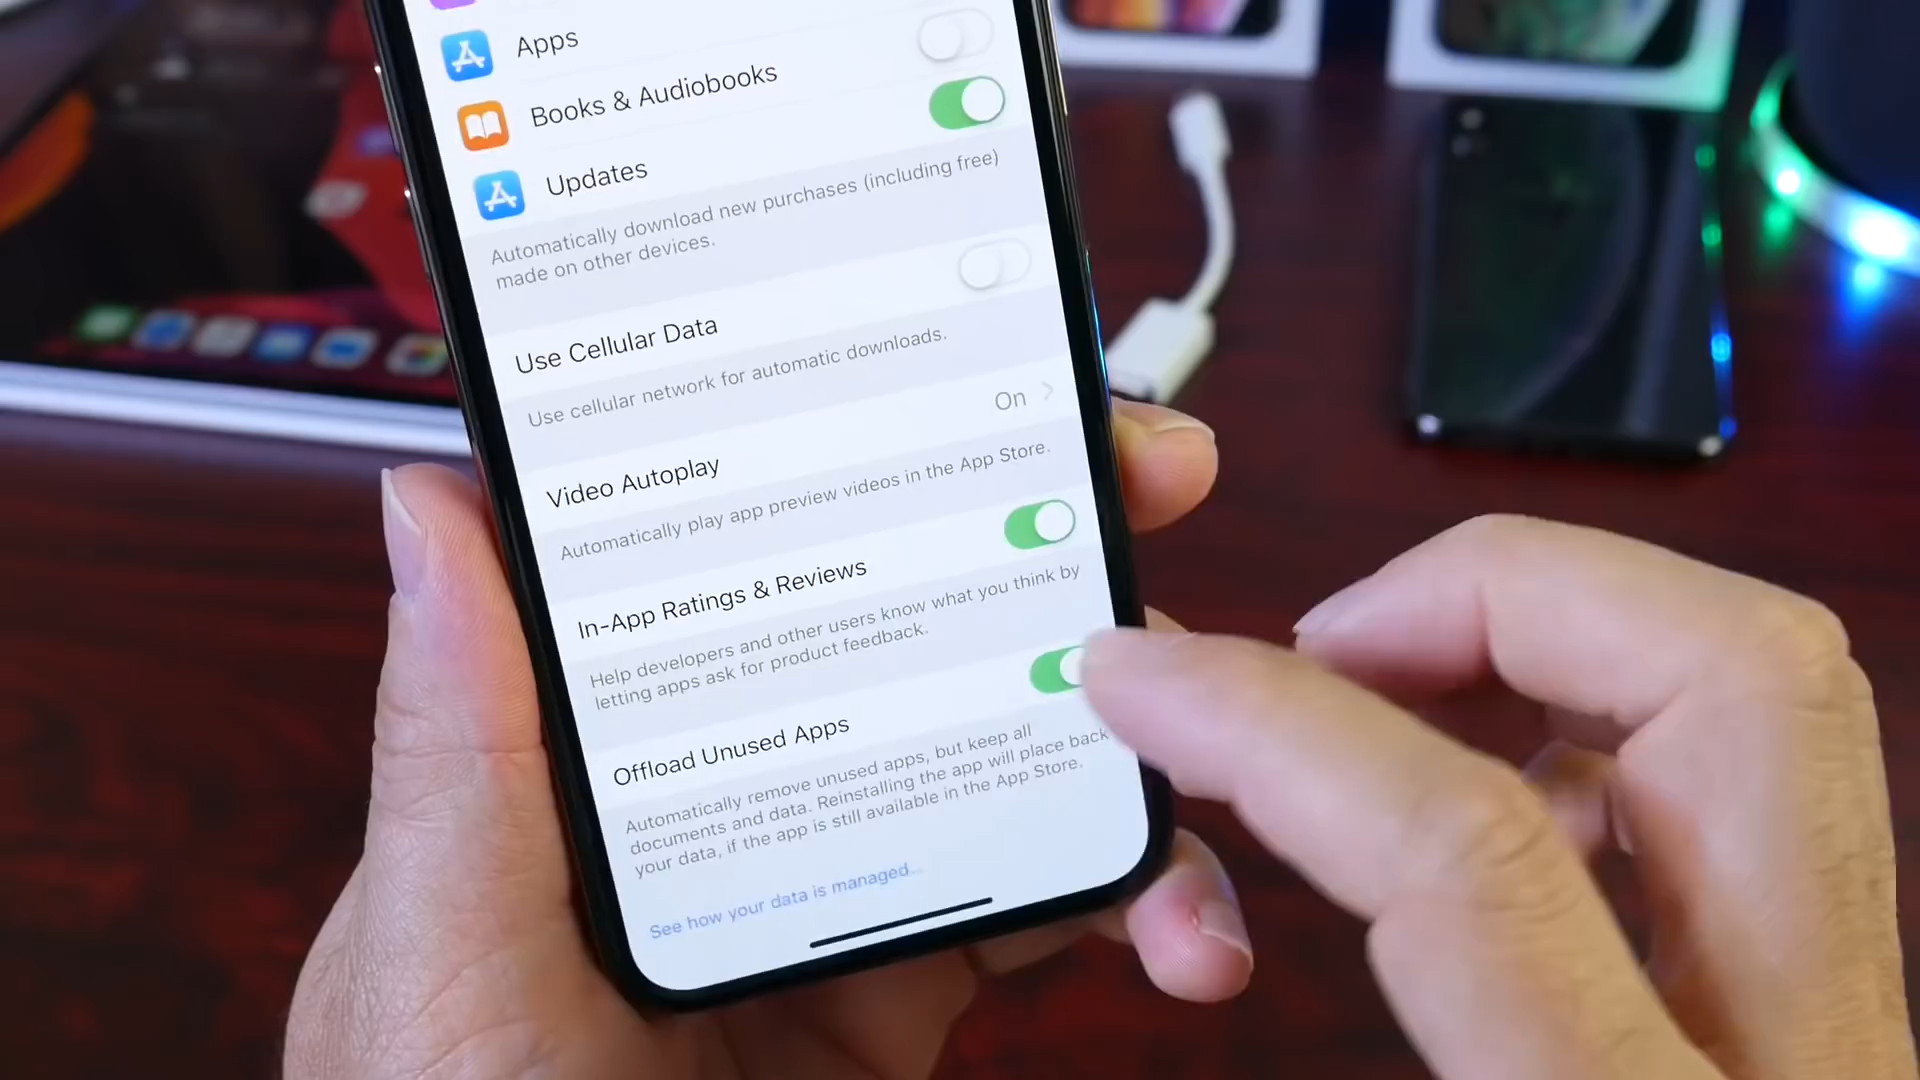 Apps
Books & Audiobooks
Updates
Automatically download new purchases (including free)
made on other devices.
Use Cellular Data
Use cellular network for automatic downloads.
Video Autoplay
On
Automatically play app preview videos in the App Store.
In-App Ratings & Reviews
Help developers and other users know what you think by
letting apps ask for product feedback.
Offload Unused Apps
Automatically remove unused apps, but keep all
documents and data. Reinstalling the app will place back
your data, if the app is still available in the App Store.
See how your data is managed...